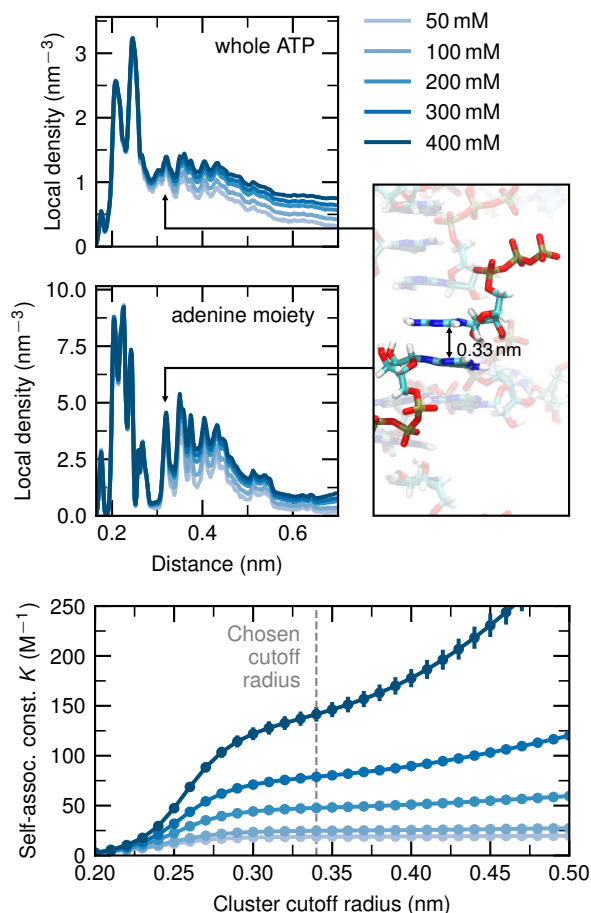 50 mM
100 mM
200 mM
300 mM
400 mM
whole ATP
Local density (nm⁻³)
3
2
1
0
adenine moiety
Local density (nm⁻³)
10.0
7.5
5.0
2.5
0.0
0.2 0.4 0.6
Distance (nm)
0.33 nm
Self-assoc. const. K (M⁻¹)
250
200
150
100
50
0
Chosen
cutoff
radius
0.20 0.25 0.30 0.35 0.40 0.45 0.50
Cluster cutoff radius (nm)